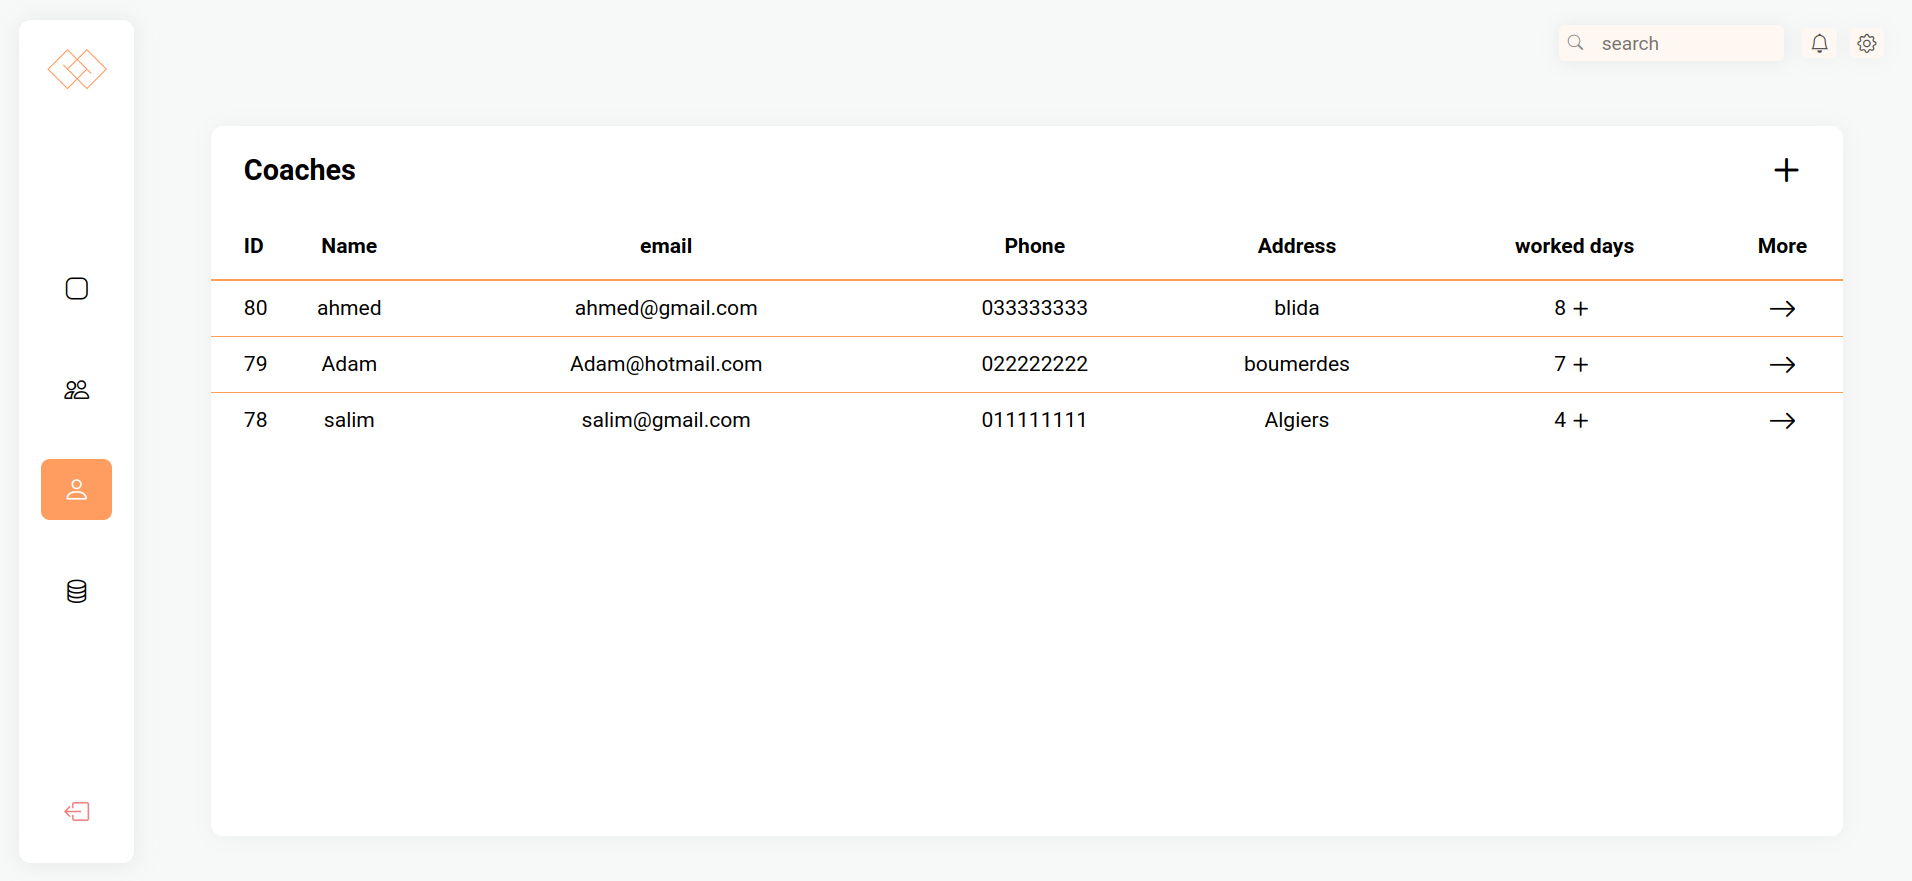 search
Coaches
ID Name email Phone Address worked days More
80 ahmed ahmed@gmail.com 033333333 blida 8 +
79 Adam Adam@hotmail.com 022222222 boumerdes 7 +
78 salim salim@gmail.com 011111111 Algiers 4 +